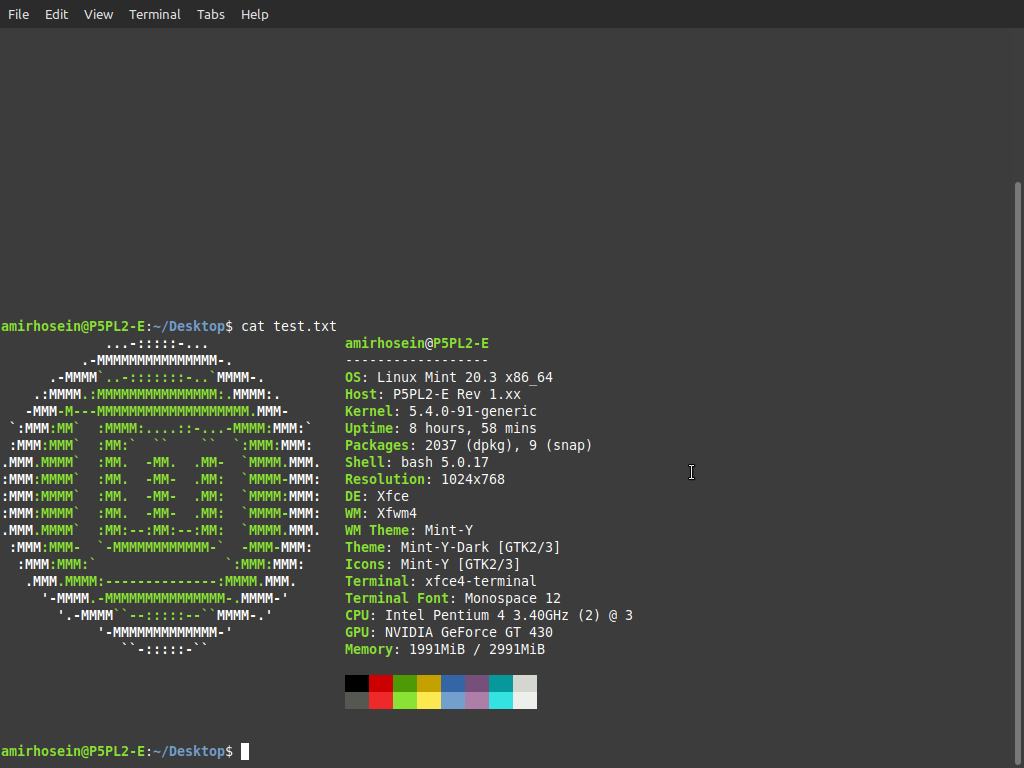 File Edit View Terminal Tabs Help
amirhosein@P5PL2-E:~/Desktop$ cat test.txt
             ...-:::::-...                 amirhosein@P5PL2-E
          .-MMMMMMMMMMMMMMM-.              ------------------
      .-MMMM`..-:::::::-..`MMMM-.          OS: Linux Mint 20.3 x86_64
    .:MMMM.:MMMMMMMMMMMMMMM:.MMMM:.        Host: P5PL2-E Rev 1.xx
   -MMM-M---MMMMMMMMMMMMMMMMMMM.MMM-       Kernel: 5.4.0-91-generic
 `:MMM:MM`  :MMMM:....::-...-MMMM:MMM:`    Uptime: 8 hours, 58 mins
 :MMM:MMM`  :MM:`  ``    ``  `:MMM:MMM:    Packages: 2037 (dpkg), 9 (snap)
.MMM.MMMM`  :MM.  -MM.  .MM-  `MMMM.MMM.   Shell: bash 5.0.17
:MMM:MMMM`  :MM.  -MM-  .MM:  `MMMM-MMM:   Resolution: 1024x768
:MMM:MMMM`  :MM.  -MM-  .MM:  `MMMM:MMM:   DE: Xfce
:MMM:MMMM`  :MM.  -MM-  .MM:  `MMMM-MMM:   WM: Xfwm4
.MMM.MMMM`  :MM:--:MM:--:MM:  `MMMM.MMM.   WM Theme: Mint-Y
 :MMM:MMM-  `-MMMMMMMMMMMM-`  -MMM-MMM:    Theme: Mint-Y-Dark [GTK2/3]
  :MMM:MMM:`                `:MMM:MMM:     Icons: Mint-Y [GTK2/3]
   .MMM.MMMM:--------------:MMMM.MMM.      Terminal: xfce4-terminal
     '-MMMM.-MMMMMMMMMMMMMMM-.MMMM-'       Terminal Font: Monospace 12
       '.-MMMM``--:::::--``MMMM-.'         CPU: Intel Pentium 4 3.40GHz (2) @ 3
            '-MMMMMMMMMMMMM-'              GPU: NVIDIA GeForce GT 430
               ``-:::::-``                 Memory: 1991MiB / 2991MiB
amirhosein@P5PL2-E:~/Desktop$